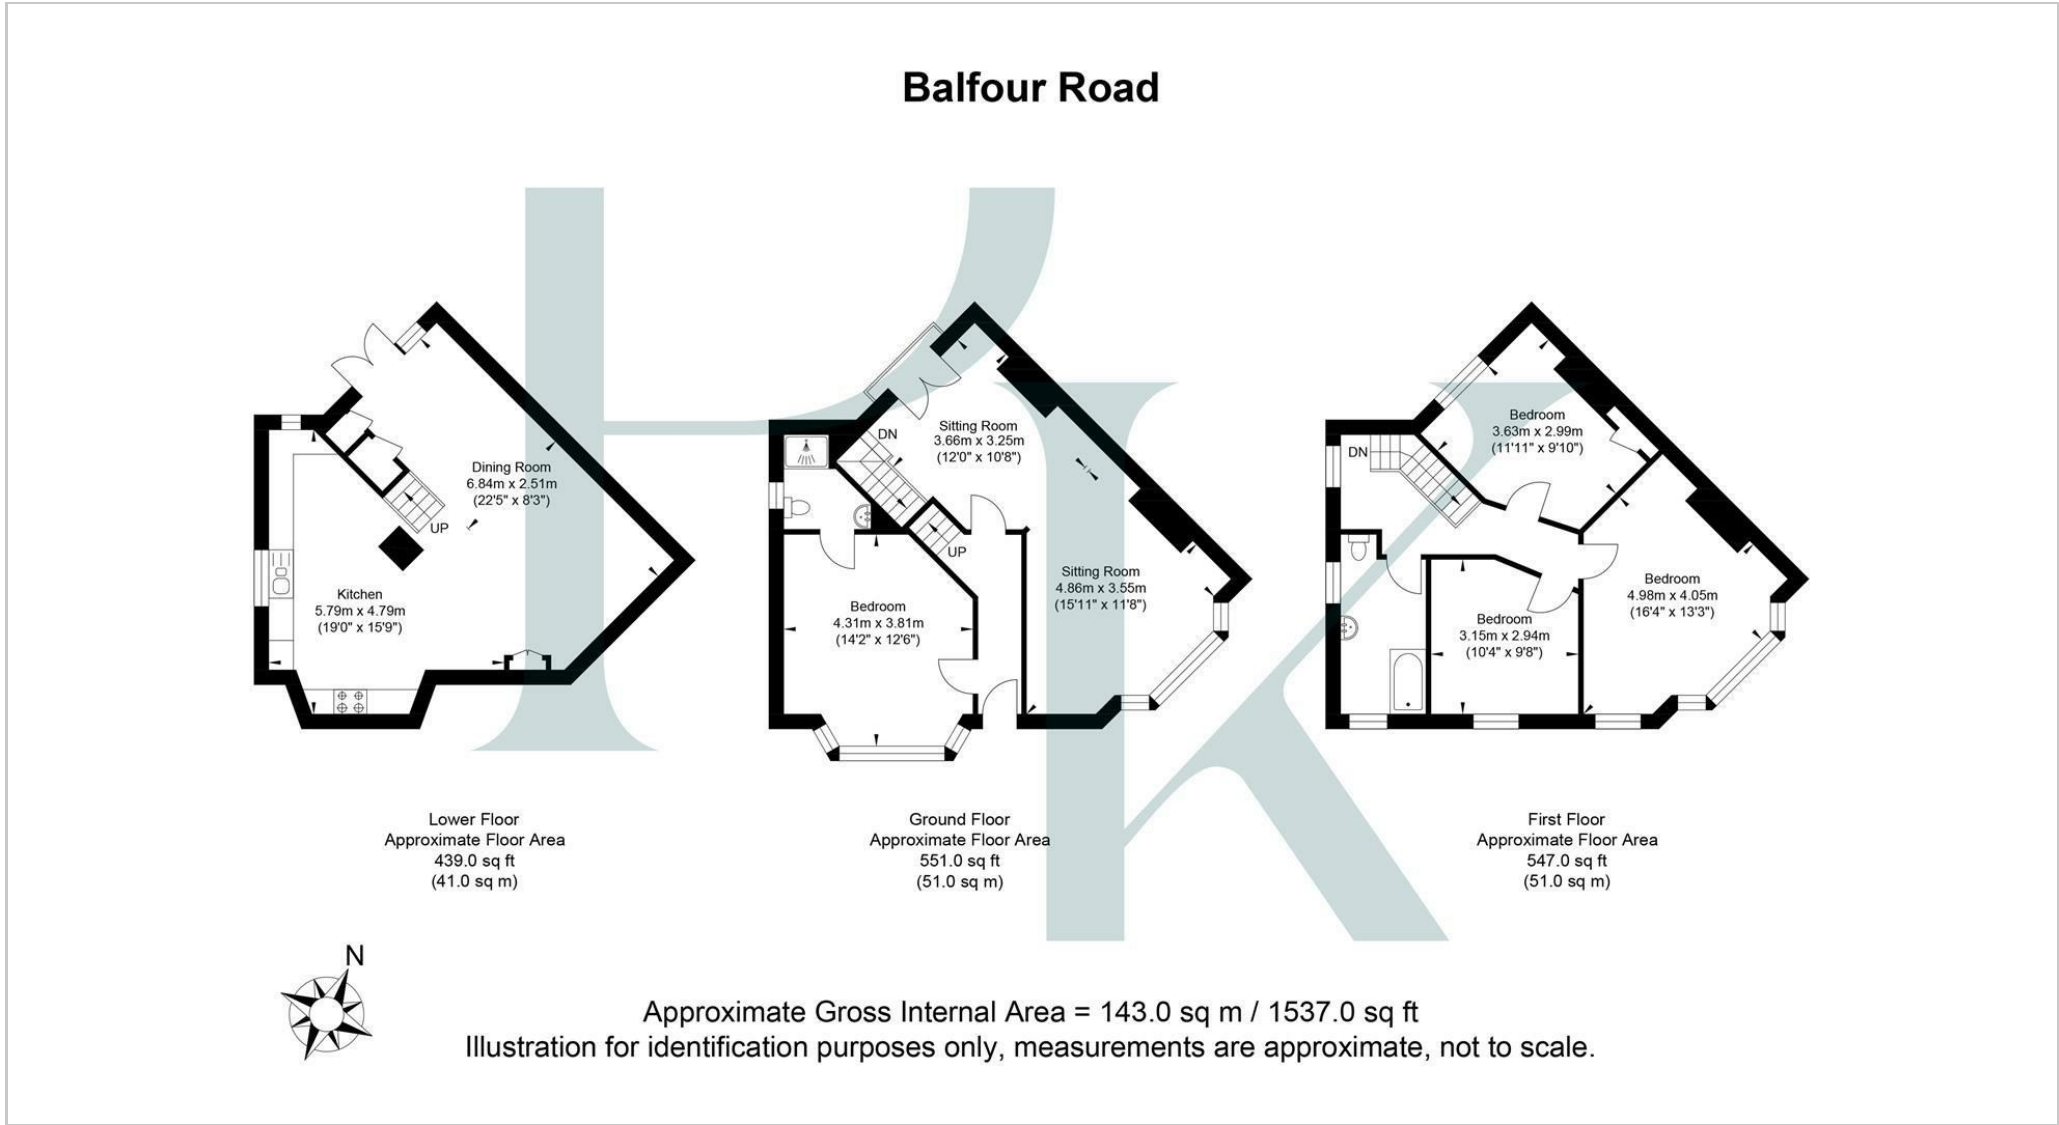 Balfour Road
Dining Room
6.84m x 2.51m
(22'5" x 8'3")
UP
Kitchen
5.79m x 4.79m
(19'0" x 15'9")
DN
Sitting Room
3.66m x 3.25m
(12'0" x 10'8")
UP
Sitting Room
4.86m x 3.55m
(15'11" x 11'8")
Bedroom
4.31m x 3.81m
(14'2" x 12'6")
Bedroom
3.63m x 2.99m
(11'11" x 9'10")
DN
Bedroom
4.98m x 4.05m
(16'4" x 13'3")
Bedroom
3.15m x 2.94m
(10'4" x 9'8")
Lower Floor
Approximate Floor Area
439.0 sq ft
(41.0 sq m)
Ground Floor
Approximate Floor Area
551.0 sq ft
(51.0 sq m)
First Floor
Approximate Floor Area
547.0 sq ft
(51.0 sq m)
N
Approximate Gross Internal Area = 143.0 sq m / 1537.0 sq ft
Illustration for identification purposes only, measurements are approximate, not to scale.